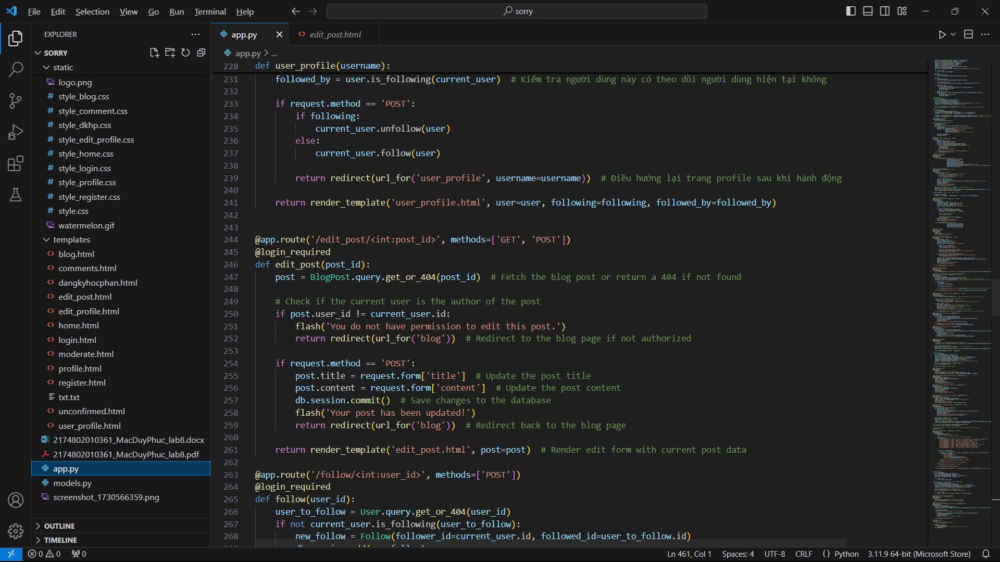 File Edit Selection View Go Run Terminal Help
sorry
EXPLORER
SORRY
static
logo.png
style_blog.css
style_comment.css
style_dkhp.css
style_edit_profile.css
style_home.css
style_login.css
style_profile.css
style_register.css
style.css
watermelon.gif
templates
blog.html
comments.html
dangkyhocphan.html
edit_post.html
edit_profile.html
home.html
login.html
moderate.html
profile.html
register.html
txt.txt
unconfirmed.html
user_profile.html
2174802010361_MacDuyPhuc_lab8.docx
2174802010361_MacDuyPhuc_lab8.pdf
app.py
models.py
screenshot_1730566359.png
OUTLINE
TIMELINE
app.py
edit_post.html
app.py > ...
228 def user_profile(username):
231 followed_by = user.is_following(current_user) # Kiểm tra người dùng này có theo dõi người dùng hiện tại không
232
233 if request.method == 'POST':
234 if following:
235 current_user.unfollow(user)
236 else:
237 current_user.follow(user)
238
239 return redirect(url_for('user_profile', username=username)) # Điều hướng lại trang profile sau khi hành động
240
241 return render_template('user_profile.html', user=user, following=following, followed_by=followed_by)
242
243
244 @app.route('/edit_post/<int:post_id>', methods=['GET', 'POST'])
245 @login_required
246 def edit_post(post_id):
247 post = BlogPost.query.get_or_404(post_id) # Fetch the blog post or return a 404 if not found
248
249 # Check if the current user is the author of the post
250 if post.user_id != current_user.id:
251 flash('You do not have permission to edit this post.')
252 return redirect(url_for('blog')) # Redirect to the blog page if not authorized
253
254 if request.method == 'POST':
255 post.title = request.form['title'] # Update the post title
256 post.content = request.form['content'] # Update the post content
257 db.session.commit() # Save changes to the database
258 flash('Your post has been updated!')
259 return redirect(url_for('blog')) # Redirect back to the blog page
260
261 return render_template('edit_post.html', post=post) # Render edit form with current post data
262
263 @app.route('/follow/<int:user_id>', methods=['POST'])
264 @login_required
265 def follow(user_id):
266 user_to_follow = User.query.get_or_404(user_id)
267 if not current_user.is_following(user_to_follow):
268 new_follow = Follow(follower_id=current_user.id, followed_id=user_to_follow.id)
0 0 0
Ln 461, Col 1 Spaces: 4 UTF-8 CRLF {} Python 3.11.9 64-bit (Microsoft Store)